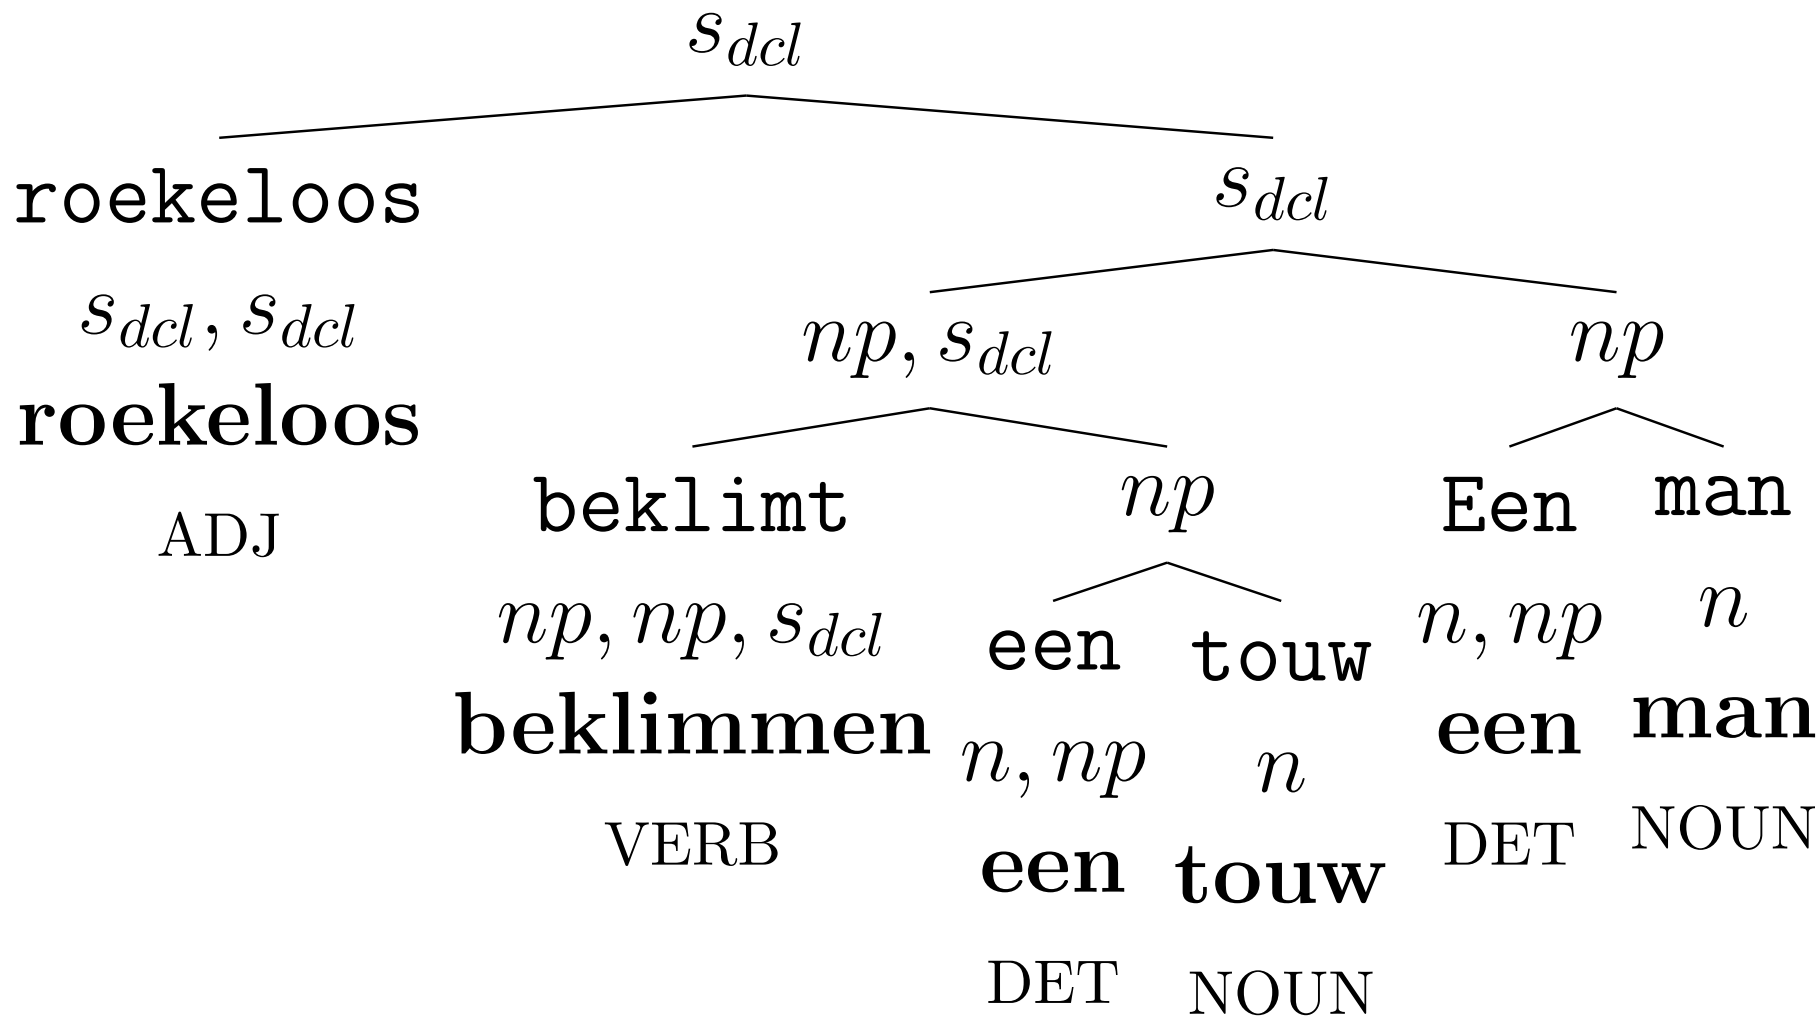 s_dcl
roekeloos
s_dcl, s_dcl
roekeloos
ADJ
s_dcl
np, s_dcl
beklimt
np, np, s_dcl
beklimmen
VERB
np
een
n, np
een
DET
touw
n
touw
NOUN
np
Een
n, np
een
DET
man
n
man
NOUN